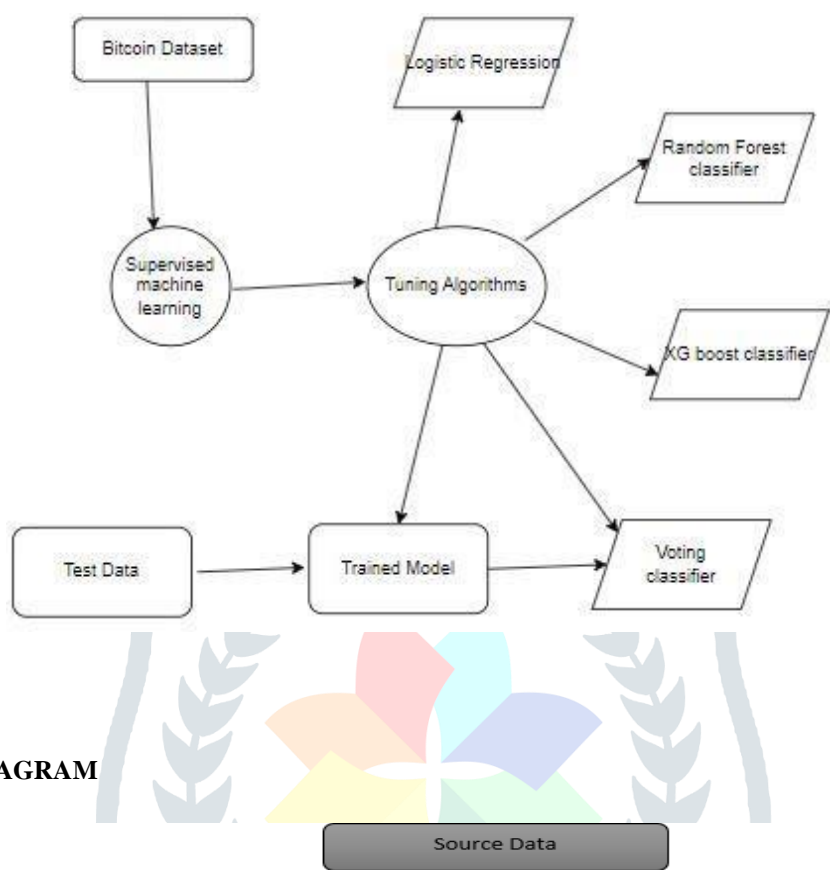 Bitcoin Dataset
Logistic Regression
Random Forest
classifier
Supervised
machine
learning
Tuning Algorithms
XG boost classifier
Test Data
Trained Model
Voting
classifier
AGRAM
Source Data